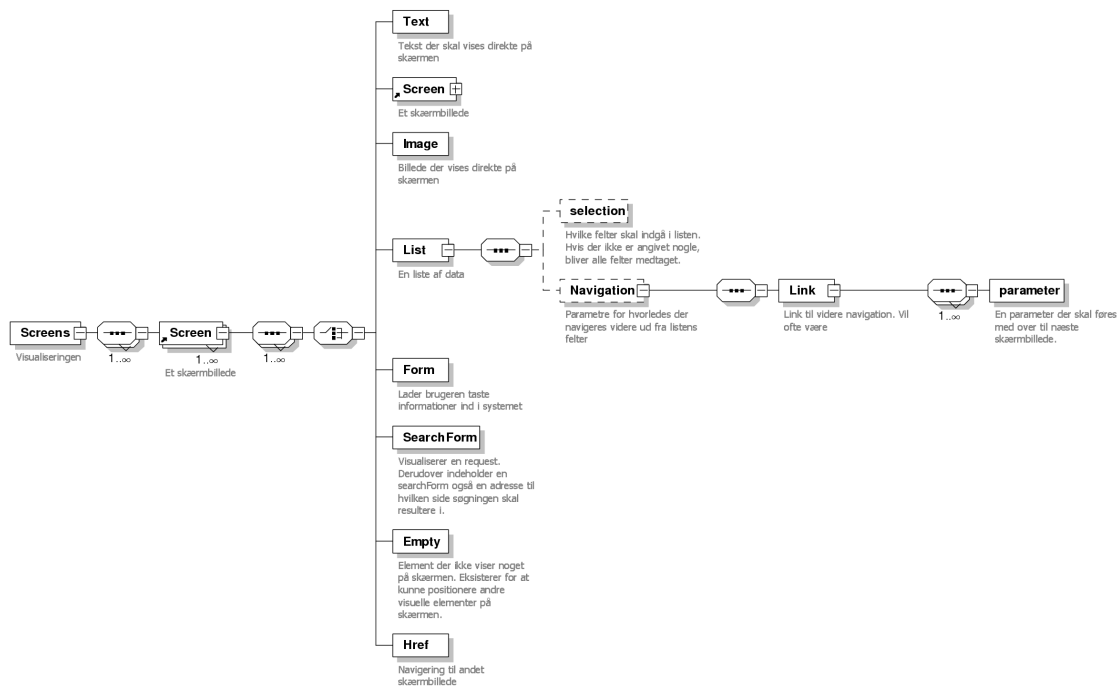 Text
Tekst der skal vises direkte på
skærmen
Screen
Et skærmbillede
Image
Billede der vises direkte på
skærmen
selection
Hvilke felter skal indgå i listen.
Hvis der ikke er angivet nogle,
bliver alle felter medtaget.
List
En liste af data
Navigation
Parametre for hvorledes der
navigeres videre ud fra listens
felter
Link
Link til videre navigation. Vil
ofte være
1..∞
parameter
En parameter der skal føres
med over til næste
skærmbillede.
Screens
Visualiseringen
1..∞
Screen
1..∞
Et skærmbillede
1..∞
Form
Lader brugeren taste
informationer ind i systemet
SearchForm
Visualiserer en request.
Derudover indeholder en
searchForm også en adresse til
hvilken side søgningen skal
resultere i.
Empty
Element der ikke viser noget
på skærmen. Eksisterer for at
kunne positionere andre
visuelle elementer på
skærmen.
Href
Navigering til andet
skærmbillede